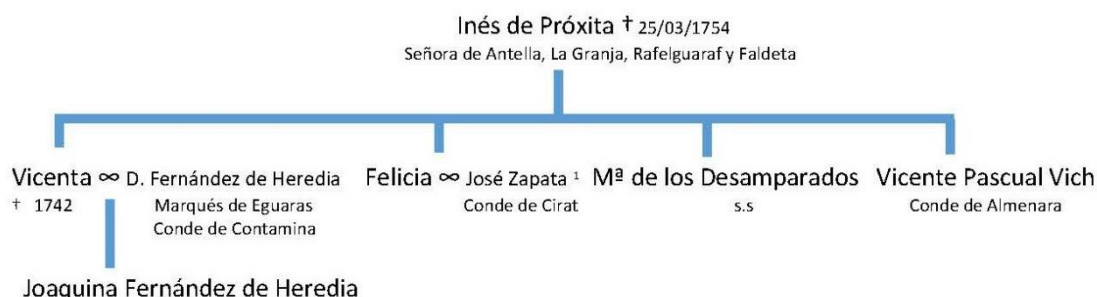 Inés de Próxita † 25/03/1754
Señora de Antella, La Granja, Rafelguaraf y Faldeta
Vicenta ∞ D. Fernández de Heredia
† 1742
Marqués de Eguaras
Conde de Contamina
Felicia ∞ José Zapata ¹
Conde de Cirat
Mª de los Desamparados
s.s
Vicente Pascual Vich
Conde de Almenara
Joaquina Fernández de Heredia